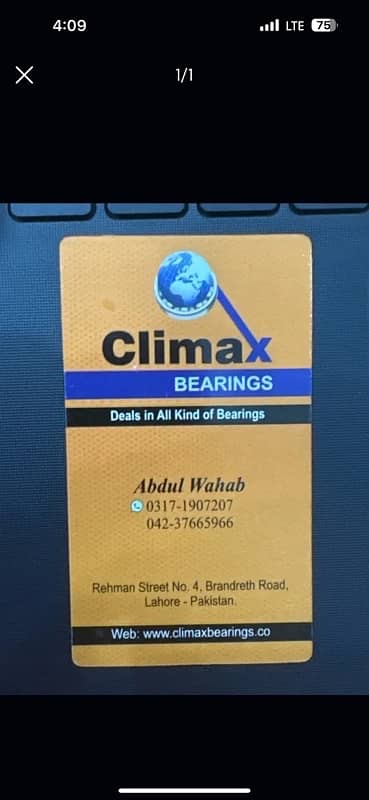 4:09
LTE 75
1/1
Climax
BEARINGS
Deals in All Kind of Bearings
Abdul Wahab
0317-1907207
042-37665966
Rehman Street No. 4, Brandreth Road,
Lahore - Pakistan.
Web: www.climaxbearings.co